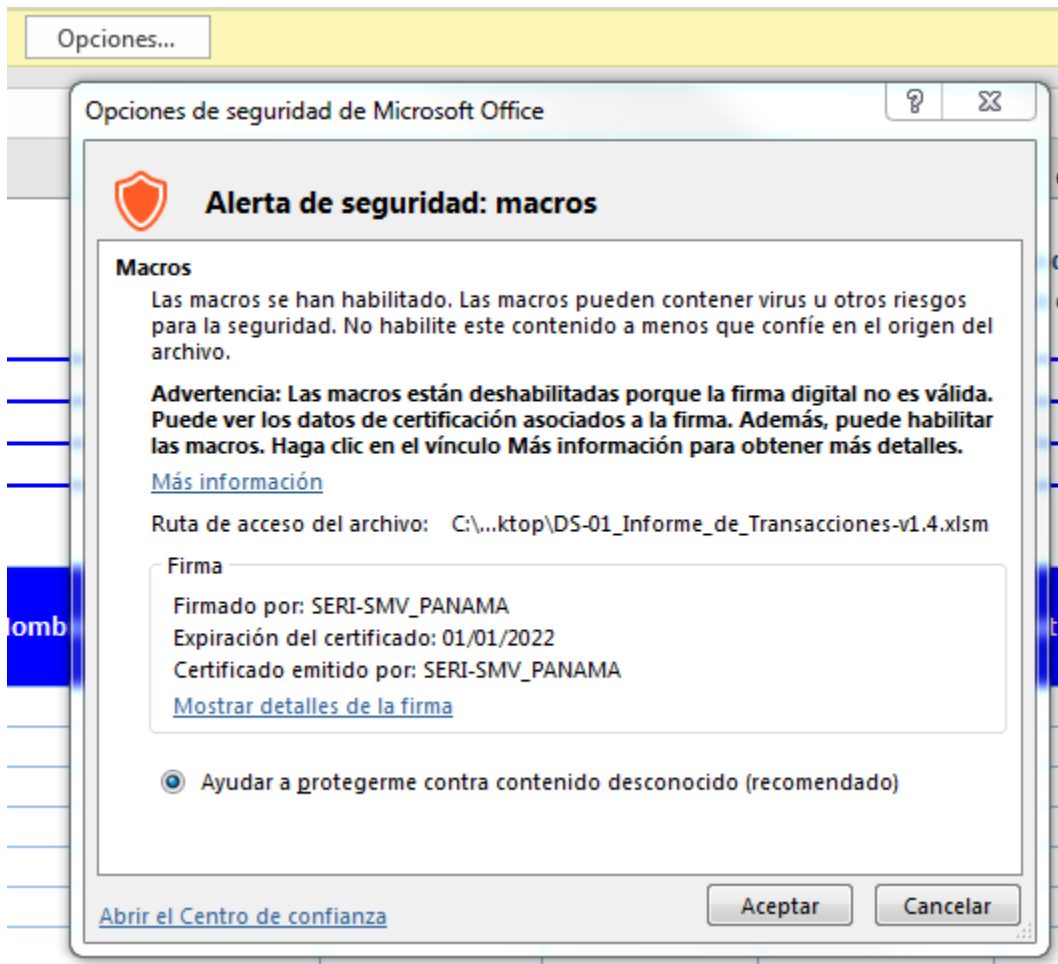 Opciones...
Opciones de seguridad de Microsoft Office
Alerta de seguridad: macros
Macros
Las macros se han habilitado. Las macros pueden contener virus u otros riesgos
para la seguridad. No habilite este contenido a menos que confíe en el origen del
archivo.
Advertencia: Las macros están deshabilitadas porque la firma digital no es válida.
Puede ver los datos de certificación asociados a la firma. Además, puede habilitar
las macros. Haga clic en el vínculo Más información para obtener más detalles.
Más información
Ruta de acceso del archivo: C:\...ktop\DS-01_Informe_de_Transacciones-v1.4.xlsm
Firma
Firmado por: SERI-SMV_PANAMA
Expiración del certificado: 01/01/2022
Certificado emitido por: SERI-SMV_PANAMA
Mostrar detalles de la firma
Ayudar a protegerme contra contenido desconocido (recomendado)
Abrir el Centro de confianza
Aceptar
Cancelar